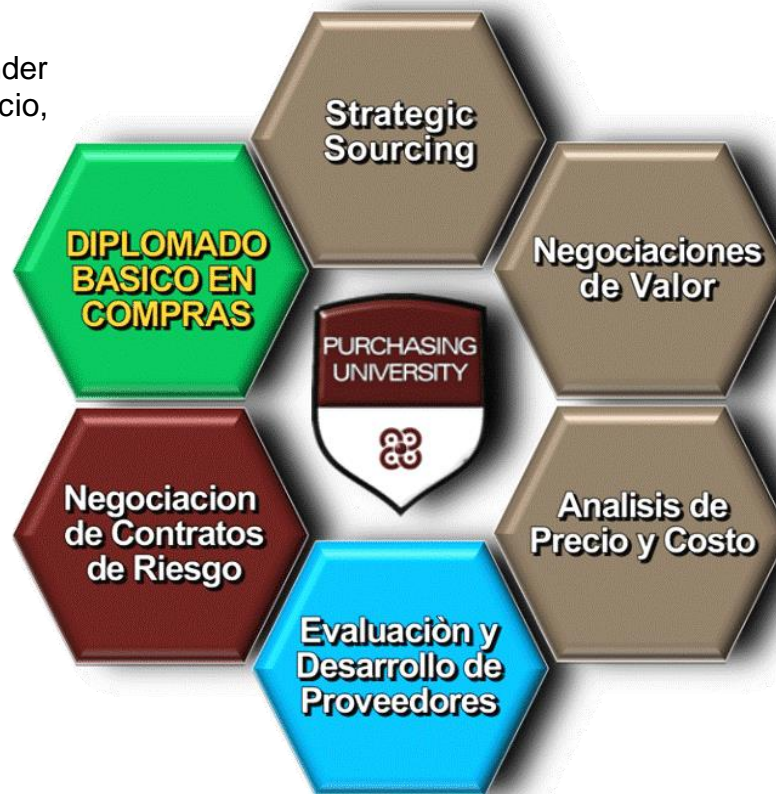 der
cio,
Strategic
Sourcing
DIPLOMADO
BASICO EN
COMPRAS
Negociaciones
de Valor
PURCHASING
UNIVERSITY
Negociacion
de Contratos
de Riesgo
Analisis de
Precio y Costo
Evaluaciòn y
Desarrollo de
Proveedores